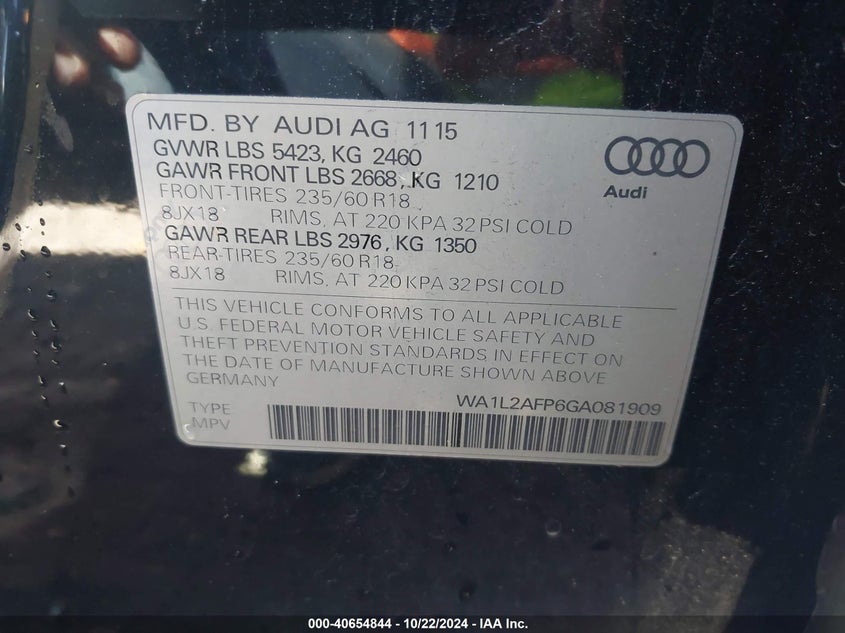 MFD. BY AUDI AG 11 15
GVWR LBS 5423, KG 2460
GAWR FRONT LBS 2668, KG 1210
FRONT-TIRES 235/60 R18
8JX18 RIMS, AT 220 KPA 32 PSI COLD
GAWR REAR LBS 2976, KG 1350
REAR-TIRES 235/60 R18
8JX18 RIMS, AT 220 KPA 32 PSI COLD
Audi
THIS VEHICLE CONFORMS TO ALL APPLICABLE
U.S. FEDERAL MOTOR VEHICLE SAFETY AND
THEFT PREVENTION STANDARDS IN EFFECT ON
THE DATE OF MANUFACTURE SHOWN ABOVE
GERMANY
WA1L2AFP6GA081909
TYPE
MPV
000-40654844 - 10/22/2024 - IAA Inc.